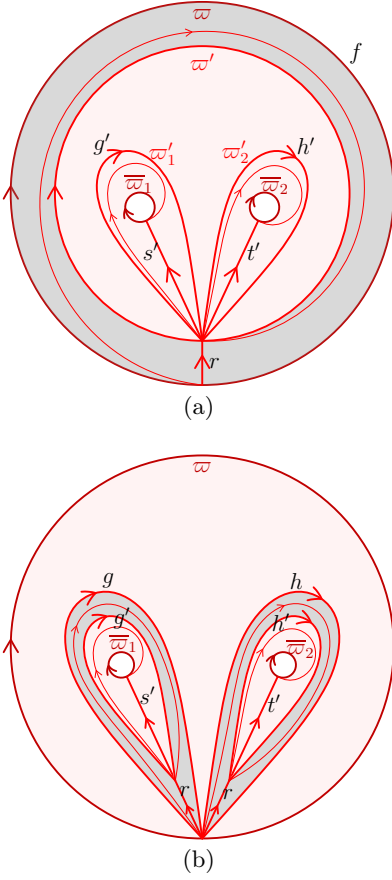 ϖ
f
ϖ′
g′ ϖ′₁ ϖ′₂ h′
ϖ̅₁ ϖ̅₂
s′ t′
r
(a)
ϖ
g h
g′ h′
ϖ̅₁ ϖ̅₂
s′ t′
r r
(b)